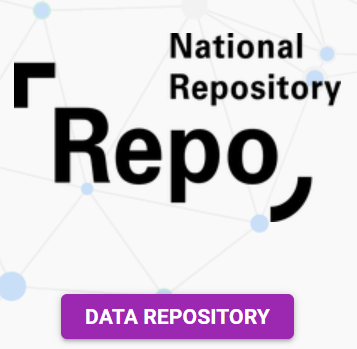 National
Repository
Repo
DATA REPOSITORY